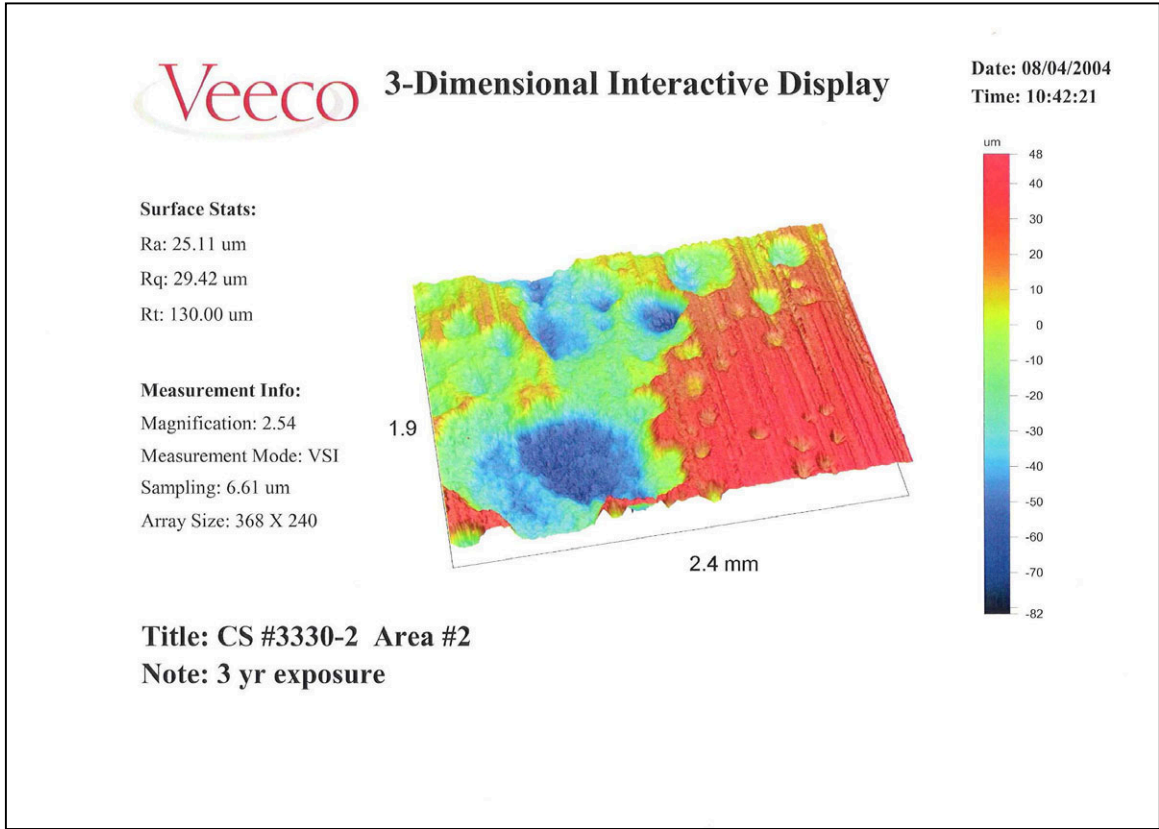 Veeco
3-Dimensional Interactive Display
Date: 08/04/2004
Time: 10:42:21
Surface Stats:
Ra: 25.11 um
Rq: 29.42 um
Rt: 130.00 um
Measurement Info:
Magnification: 2.54
Measurement Mode: VSI
Sampling: 6.61 um
Array Size: 368 X 240
1.9
2.4 mm
um
48
40
30
20
10
0
-10
-20
-30
-40
-50
-60
-70
-82
Title: CS #3330-2 Area #2
Note: 3 yr exposure